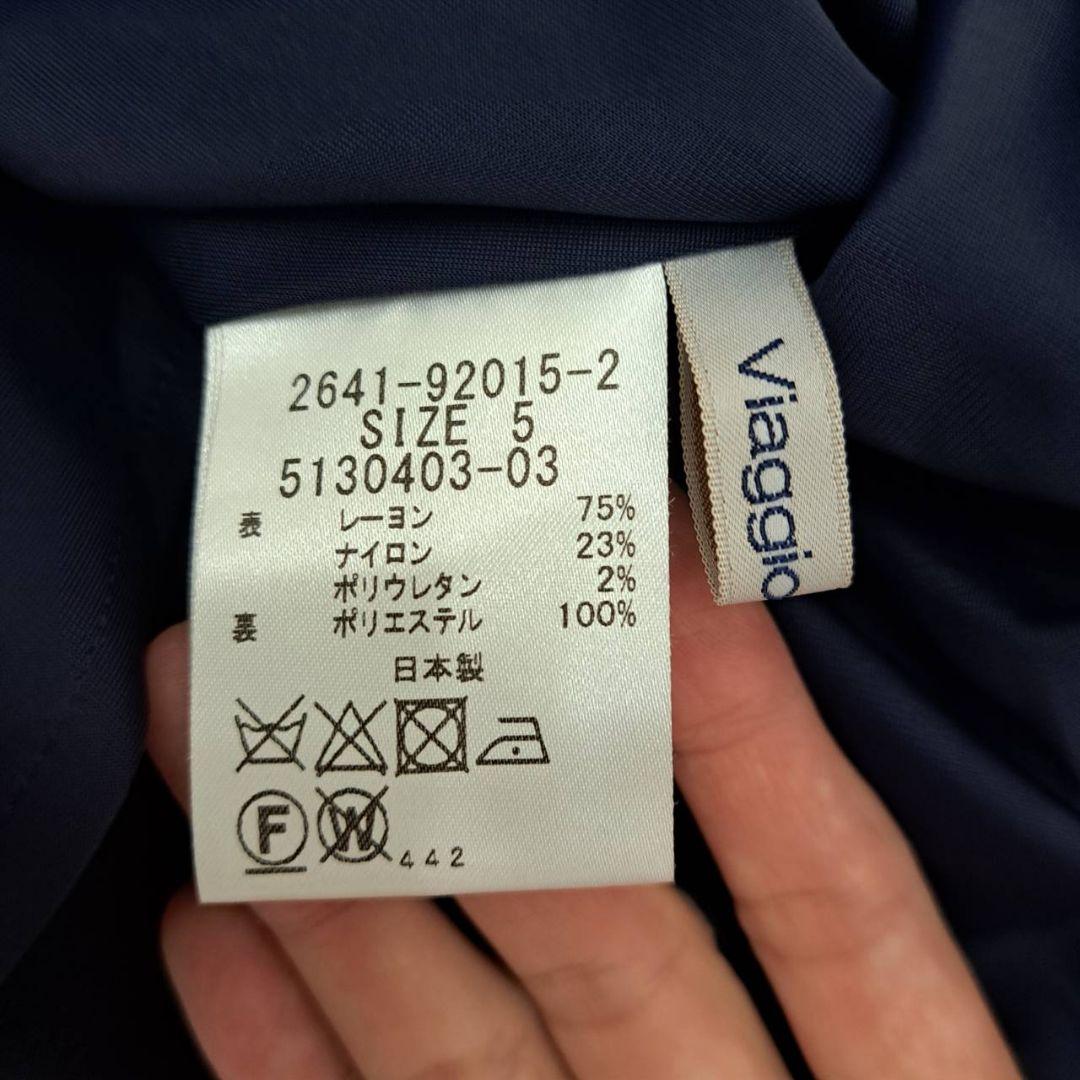 2641-92015-2
SIZE 5
5130403-03
表 レーヨン 75%
ナイロン 23%
ポリウレタン 2%
裏 ポリエステル 100%
日本製
F W 442
Viaggio